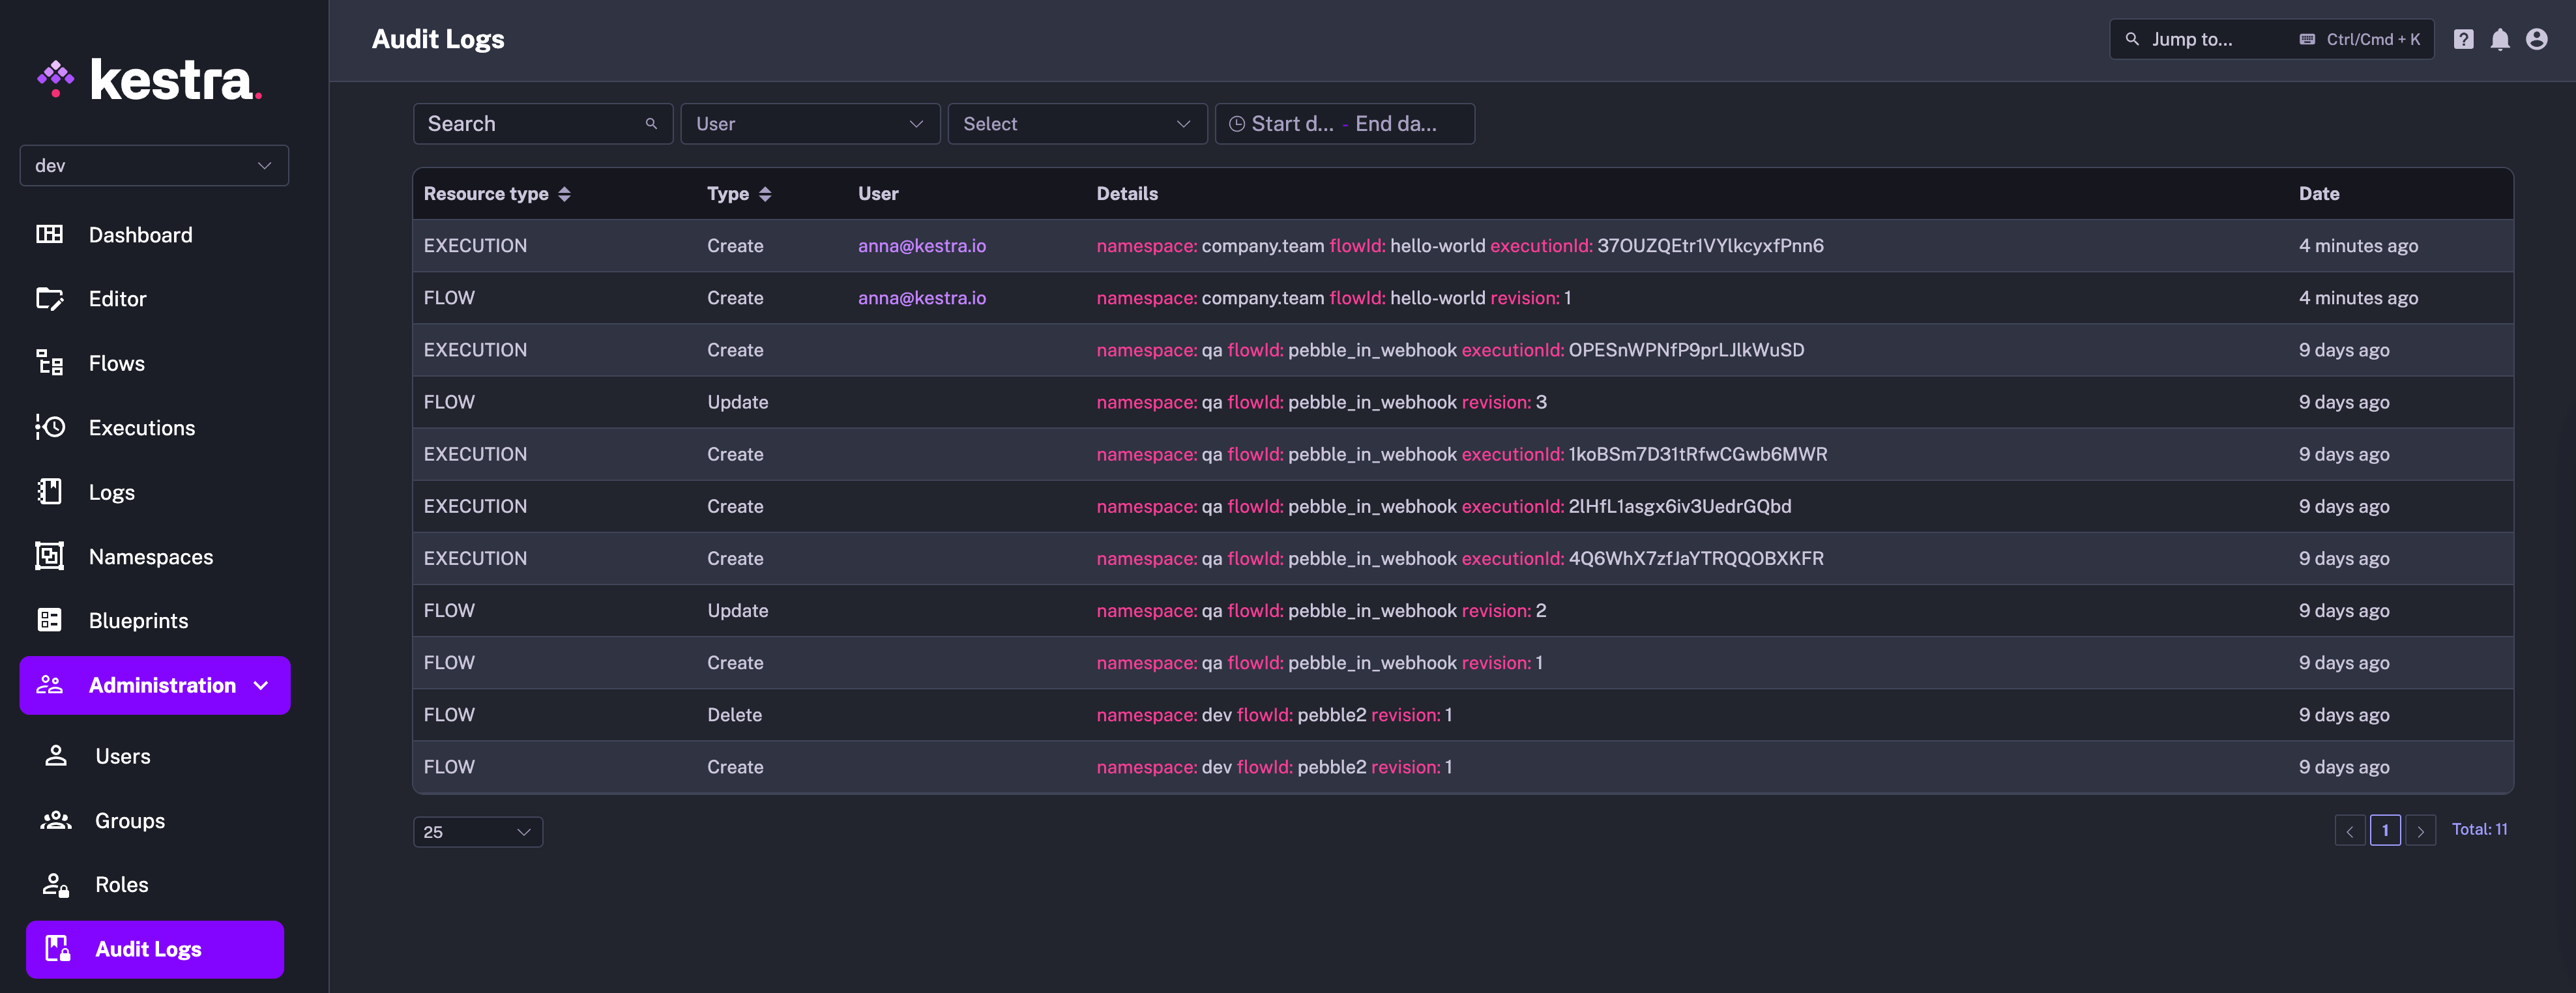 kestra.
dev
Dashboard
Editor
Flows
Executions
Logs
Namespaces
Blueprints
Administration
Users
Groups
Roles
Audit Logs
Audit Logs
Jump to... Ctrl/Cmd + K
Search User Select Start d... - End da...
Resource type Type User Details Date
EXECUTION Create anna@kestra.io namespace: company.team flowId: hello-world executionId: 37OUZQEtr1VYlkcyxfPnn6 4 minutes ago
FLOW Create anna@kestra.io namespace: company.team flowId: hello-world revision: 1 4 minutes ago
EXECUTION Create namespace: qa flowId: pebble_in_webhook executionId: OPESnWPNfP9prLJlkWuSD 9 days ago
FLOW Update namespace: qa flowId: pebble_in_webhook revision: 3 9 days ago
EXECUTION Create namespace: qa flowId: pebble_in_webhook executionId: 1koBSm7D31tRfwCGwb6MWR 9 days ago
EXECUTION Create namespace: qa flowId: pebble_in_webhook executionId: 2lHfL1asgx6iv3UedrGQbd 9 days ago
EXECUTION Create namespace: qa flowId: pebble_in_webhook executionId: 4Q6WhX7zfJaYTRQQOBXKFR 9 days ago
FLOW Update namespace: qa flowId: pebble_in_webhook revision: 2 9 days ago
FLOW Create namespace: qa flowId: pebble_in_webhook revision: 1 9 days ago
FLOW Delete namespace: dev flowId: pebble2 revision: 1 9 days ago
FLOW Create namespace: dev flowId: pebble2 revision: 1 9 days ago
25 1 Total: 11